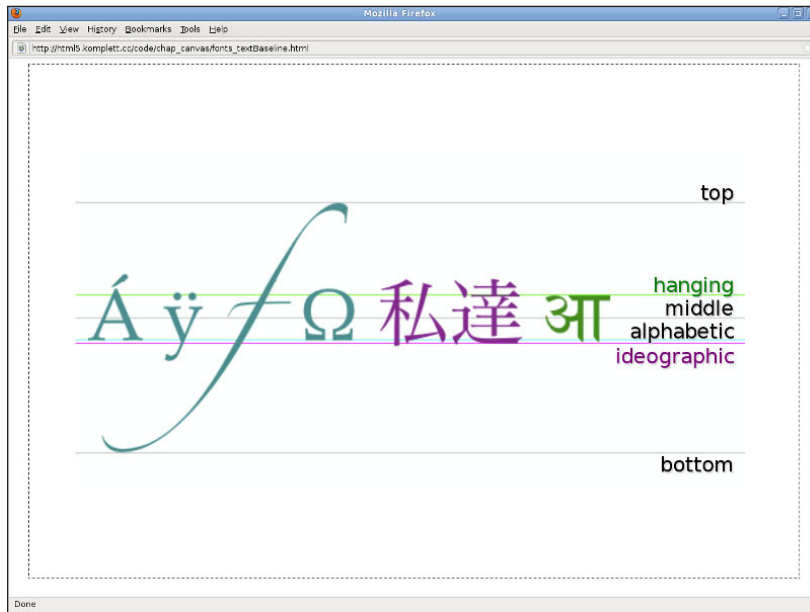 Mozilla Firefox
File Edit View History Bookmarks Tools Help
http://html5.komplett.cc/code/chap_canvas/fonts_textBaseline.html
top
Á ÿ f Ω 私達 आ
hanging
middle
alphabetic
ideographic
bottom
Done